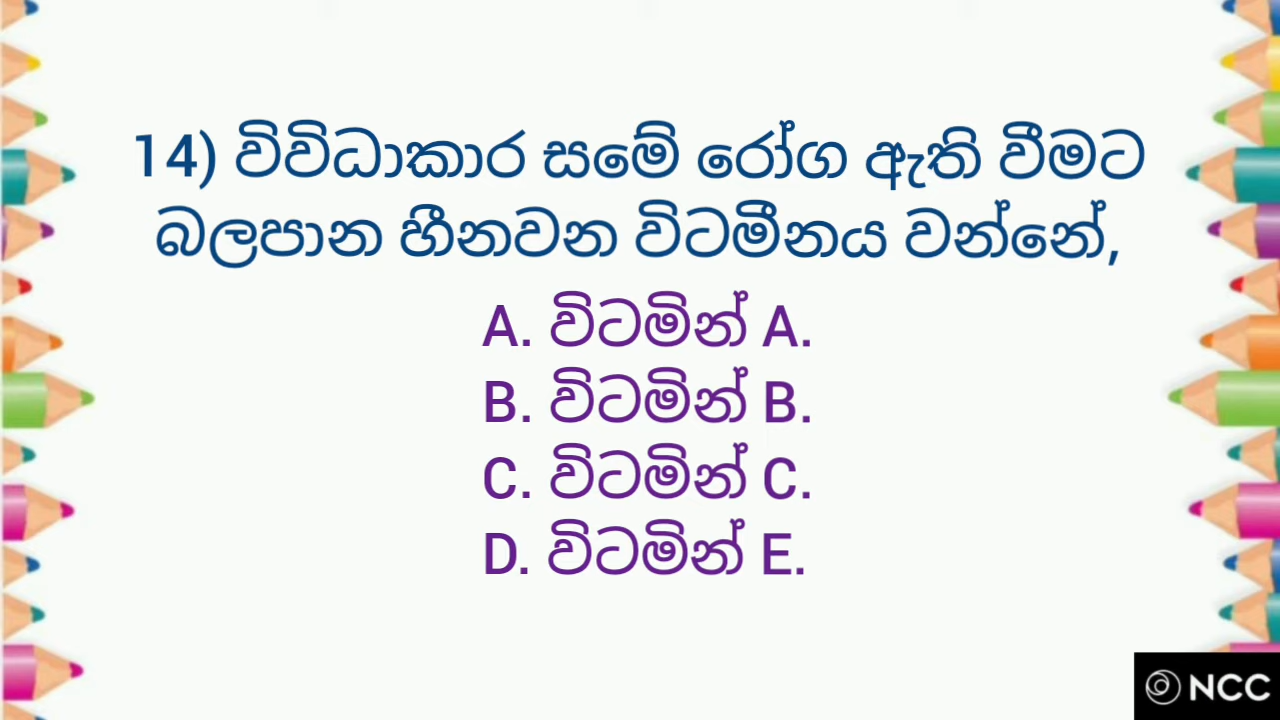 14) විවිධාකාර සමේ රෝග ඇති වීමට
බලපාන හීනවන විටමීනය වන්නේ,
A. විටමින් A.
B. විටමින් B.
C. විටමින් C.
D. විටමින් E.
NCC